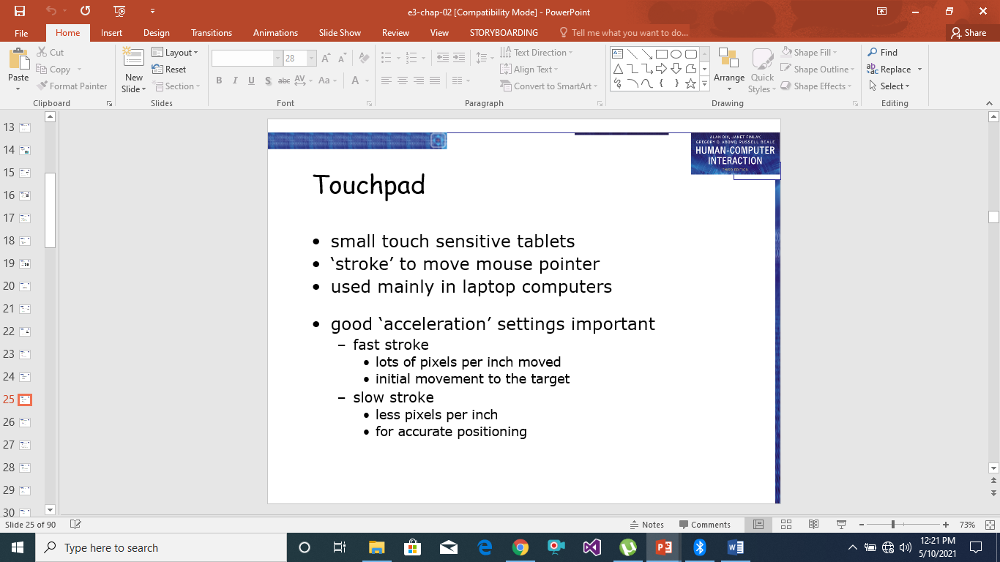 e3-chap-02 [Compatibility Mode] - PowerPoint
File Home Insert Design Transitions Animations Slide Show Review View STORYBOARDING Tell me what you want to do... Share
Paste
Cut
Copy
Format Painter
Clipboard
New
Slide
Layout
Reset
Section
Slides
28
B I U S abc AV Aa A
Font
Text Direction
Align Text
Convert to SmartArt
Paragraph
Arrange
Quick
Styles
Shape Fill
Shape Outline
Shape Effects
Drawing
Find
Replace
Select
Editing
13
14
15
16
17
18
19
20
21
22
23
24
25
26
27
28
29
30
ALAN DIX, JANET FINLAY,
GREGORY D. ABOWD, RUSSELL BEALE
HUMAN-COMPUTER
INTERACTION
THIRD EDITION
Touchpad
• small touch sensitive tablets
• ‘stroke’ to move mouse pointer
• used mainly in laptop computers
• good ‘acceleration’ settings important
– fast stroke
• lots of pixels per inch moved
• initial movement to the target
– slow stroke
• less pixels per inch
• for accurate positioning
Slide 25 of 90
Notes Comments 73%
Type here to search
12:21 PM
5/10/2021